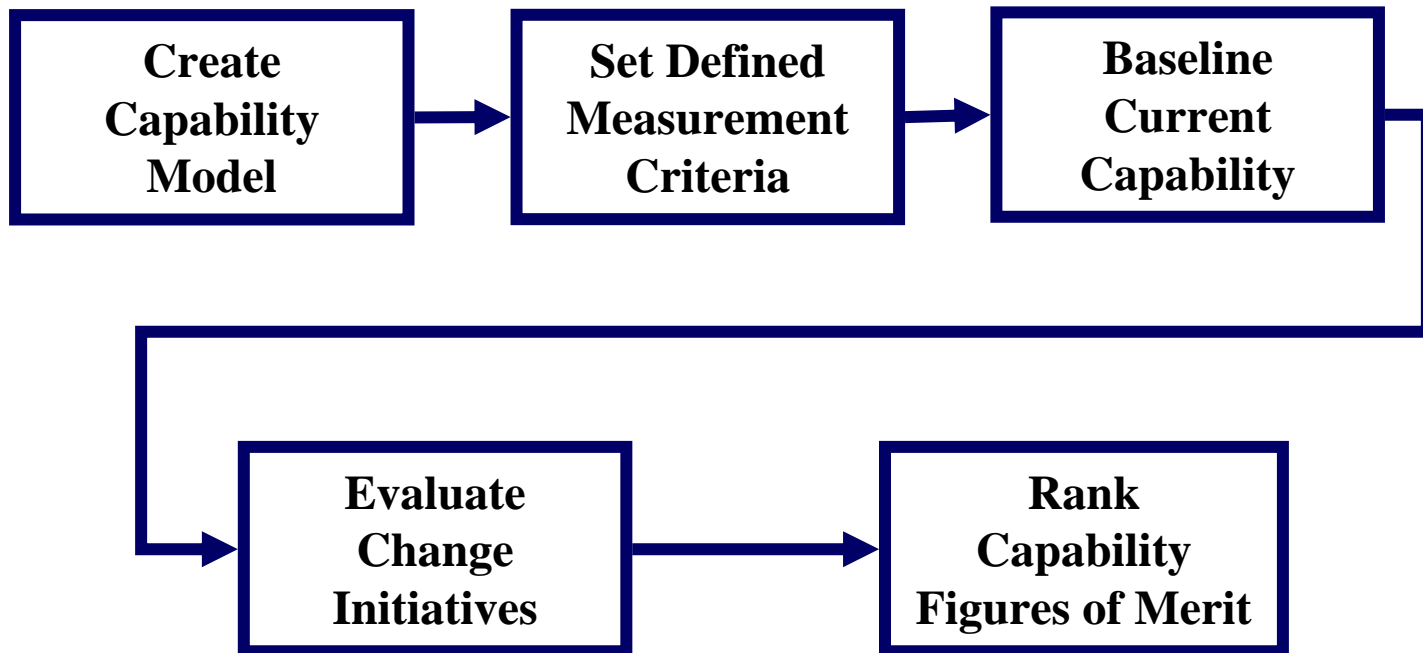 Create
Capability
Model
Set Defined
Measurement
Criteria
Baseline
Current
Capability
Evaluate
Change
Initiatives
Rank
Capability
Figures of Merit